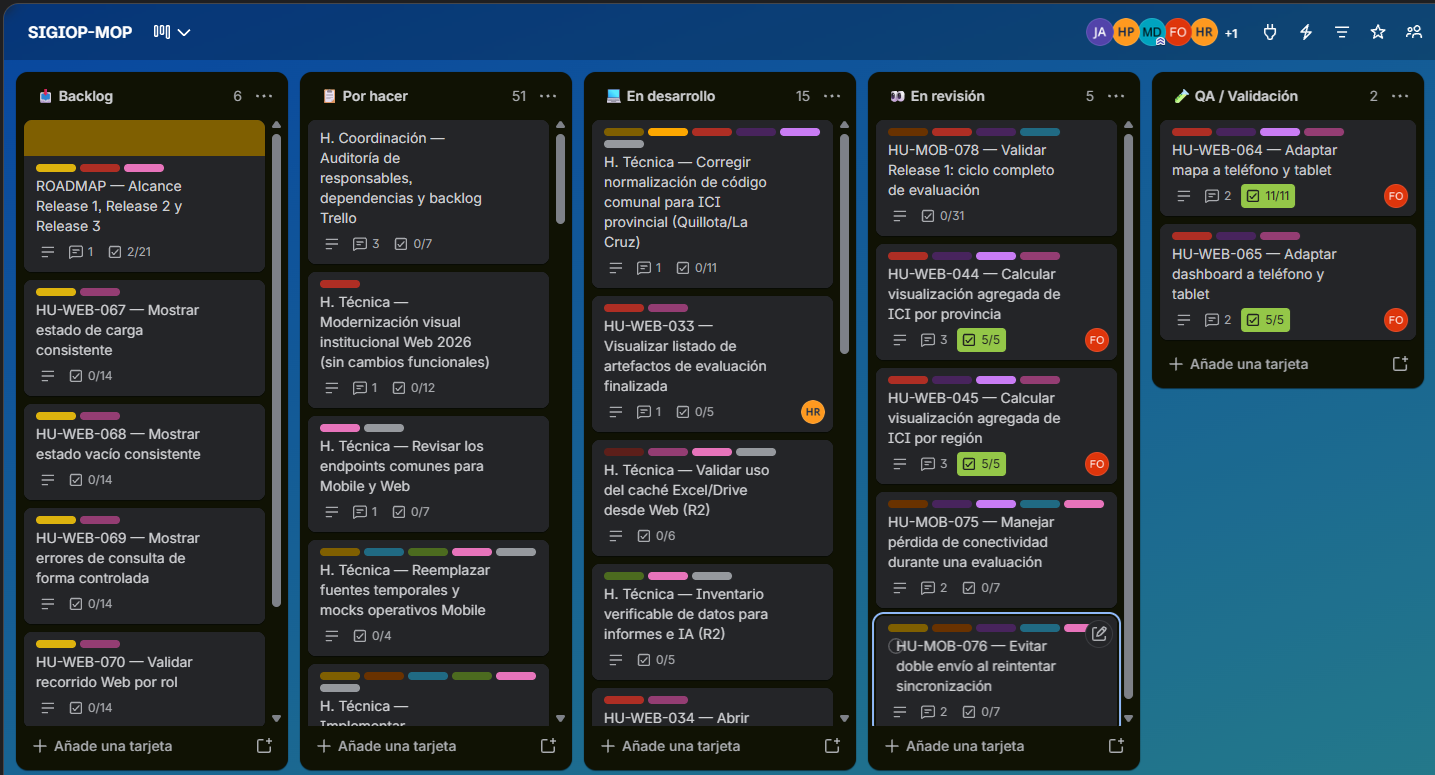 SIGIOP-MOP
JA HP MD FO HR +1
Backlog 6
ROADMAP — Alcance
Release 1, Release 2 y
Release 3
1 2/21
HU-WEB-067 — Mostrar
estado de carga
consistente
0/14
HU-WEB-068 — Mostrar
estado vacío consistente
0/14
HU-WEB-069 — Mostrar
errores de consulta de
forma controlada
0/14
HU-WEB-070 — Validar
recorrido Web por rol
0/14
Añade una tarjeta
Por hacer 51
H. Coordinación —
Auditoría de
responsables,
dependencias y backlog
Trello
3 0/7
H. Técnica —
Modernización visual
institucional Web 2026
(sin cambios funcionales)
1 0/12
H. Técnica — Revisar los
endpoints comunes para
Mobile y Web
1 0/7
H. Técnica — Reemplazar
fuentes temporales y
mocks operativos Mobile
0/4
H. Técnica —
Implementar
Añade una tarjeta
En desarrollo 15
H. Técnica — Corregir
normalización de código
comunal para ICI
provincial (Quillota/La
Cruz)
1 0/11
HU-WEB-033 —
Visualizar listado de
artefactos de evaluación
finalizada
1 0/5 HR
H. Técnica — Validar uso
del caché Excel/Drive
desde Web (R2)
0/6
H. Técnica — Inventario
verificable de datos para
informes e IA (R2)
0/5
HU-WEB-034 — Abrir
Añade una tarjeta
En revisión 5
HU-MOB-078 — Validar
Release 1: ciclo completo
de evaluación
0/31
HU-WEB-044 — Calcular
visualización agregada de
ICI por provincia
3 5/5 FO
HU-WEB-045 — Calcular
visualización agregada de
ICI por región
3 5/5 FO
HU-MOB-075 — Manejar
pérdida de conectividad
durante una evaluación
2 0/7
HU-MOB-076 — Evitar
doble envío al reintentar
sincronización
2 0/7
Añade una tarjeta
QA / Validación 2
HU-WEB-064 — Adaptar
mapa a teléfono y tablet
2 11/11 FO
HU-WEB-065 — Adaptar
dashboard a teléfono y
tablet
2 5/5 FO
Añade una tarjeta